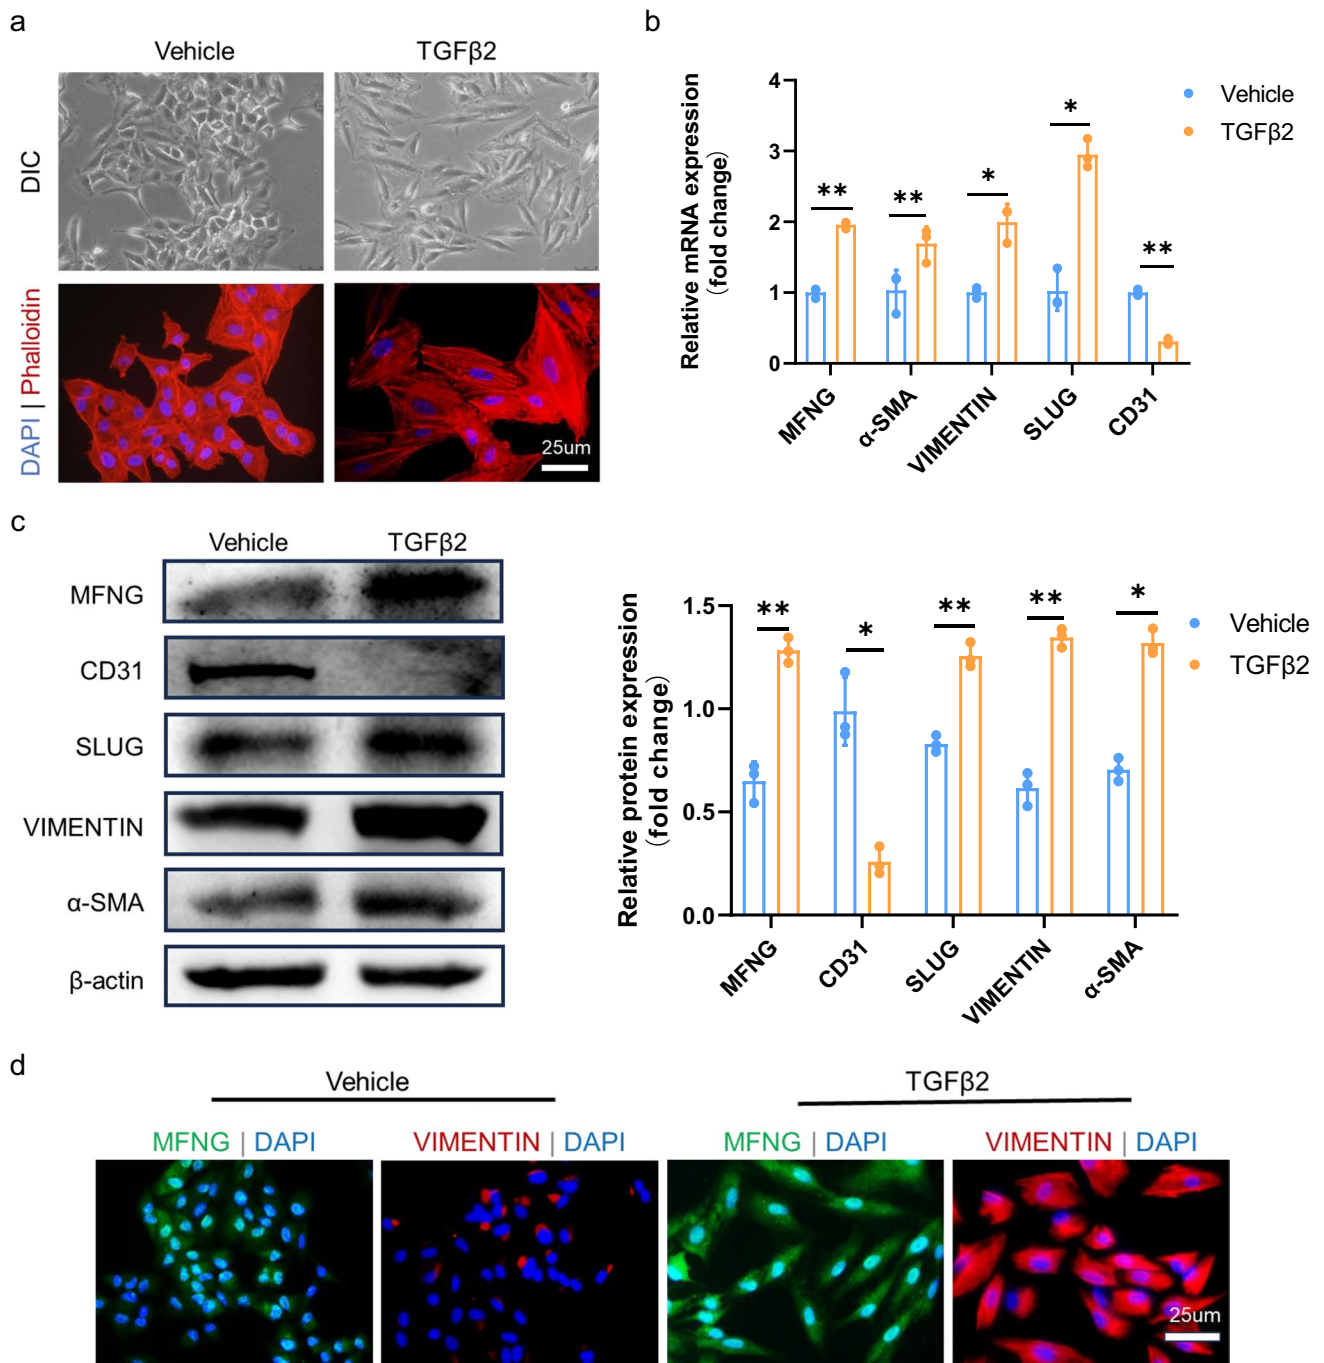 a
Vehicle
TGFβ2
DIC
DAPI | Phalloidin
25um
b
Relative mRNA expression
(fold change)
4
3
2
1
0
**
**
*
*
**
MFNG
α-SMA
VIMENTIN
SLUG
CD31
Vehicle
TGFβ2
c
Vehicle
TGFβ2
MFNG
CD31
SLUG
VIMENTIN
α-SMA
β-actin
Relative protein expression
(fold change)
1.5
1.0
0.5
0.0
**
*
**
**
*
MFNG
CD31
SLUG
VIMENTIN
α-SMA
Vehicle
TGFβ2
d
Vehicle
TGFβ2
MFNG | DAPI
VIMENTIN | DAPI
MFNG | DAPI
VIMENTIN | DAPI
25um